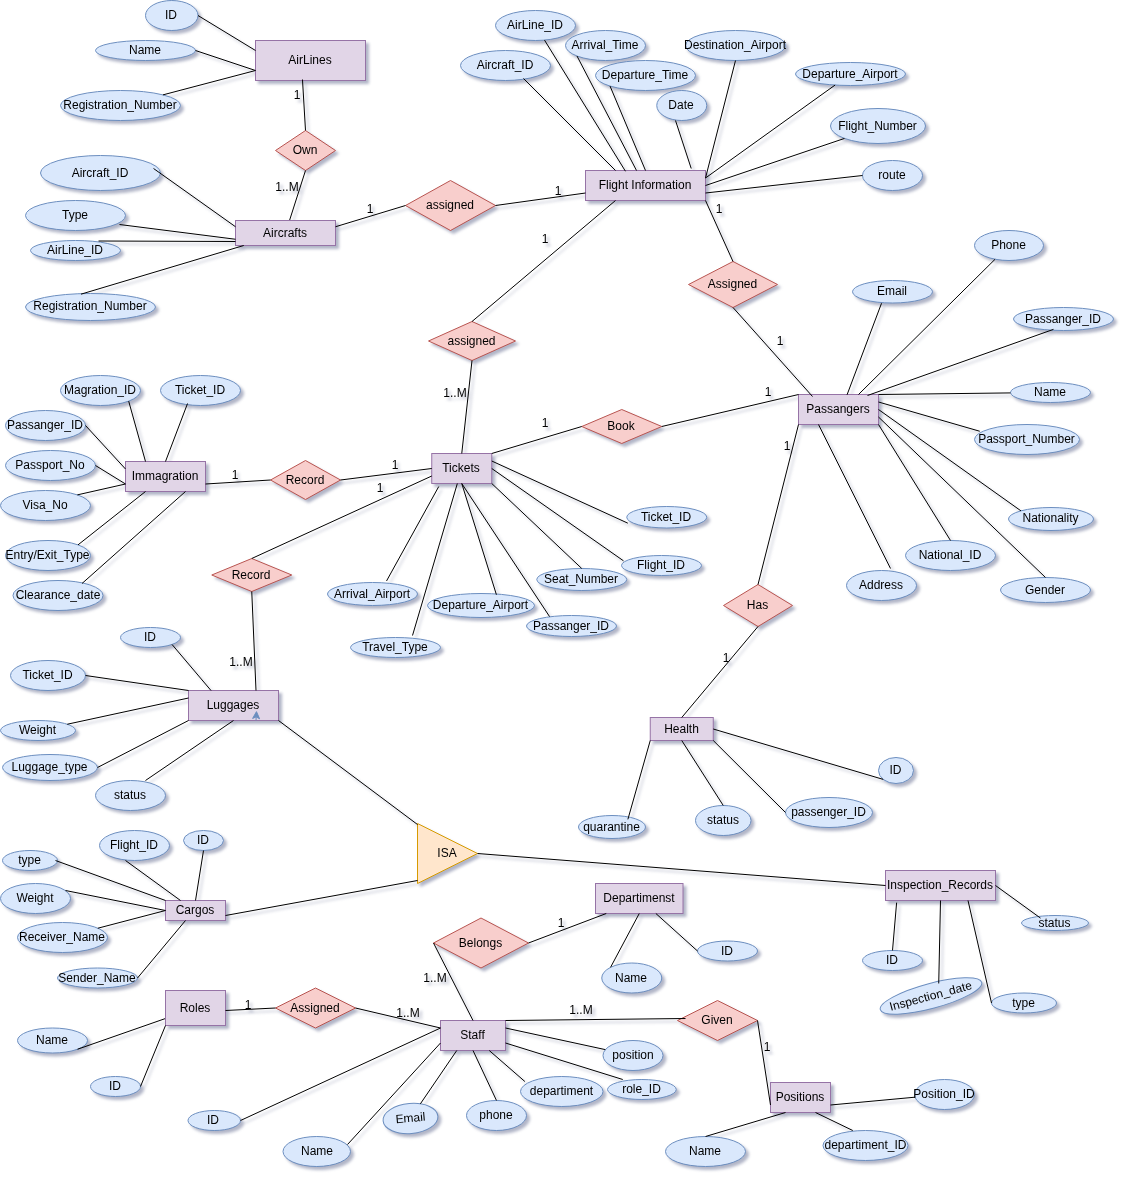 ID
Name
Registration_Number
AirLines
1
Own
1..M
Aircraft_ID
Type
AirLine_ID
Registration_Number
Aircrafts
1
assigned
1
AirLine_ID
Aircraft_ID
Arrival_Time
Departure_Time
Date
Destination_Airport
Departure_Airport
Flight_Number
route
Flight Information
1
Assigned
1
1
assigned
1..M
Phone
Email
Passanger_ID
Name
Passport_Number
Nationality
National_ID
Gender
Address
Passangers
1
Book
1
Magration_ID
Ticket_ID
Passanger_ID
Passport_No
Visa_No
Entry/Exit_Type
Clearance_date
Immagration
1
Record
1
Tickets
1
Record
1..M
Ticket_ID
Flight_ID
Seat_Number
Passanger_ID
Departure_Airport
Arrival_Airport
Travel_Type
1
Has
1
Health
ID
passenger_ID
status
quarantine
ID
Ticket_ID
Weight
Luggage_type
status
Luggages
ISA
type
Flight_ID
ID
Weight
Receiver_Name
Sender_Name
Cargos
Departimenst
Name
ID
1
Belongs
1..M
Inspection_Records
status
ID
Inspection_date
type
Roles
Name
ID
1
Assigned
1..M
Staff
ID
Name
Email
phone
departiment
role_ID
position
1..M
Given
1
Positions
Position_ID
departiment_ID
Name